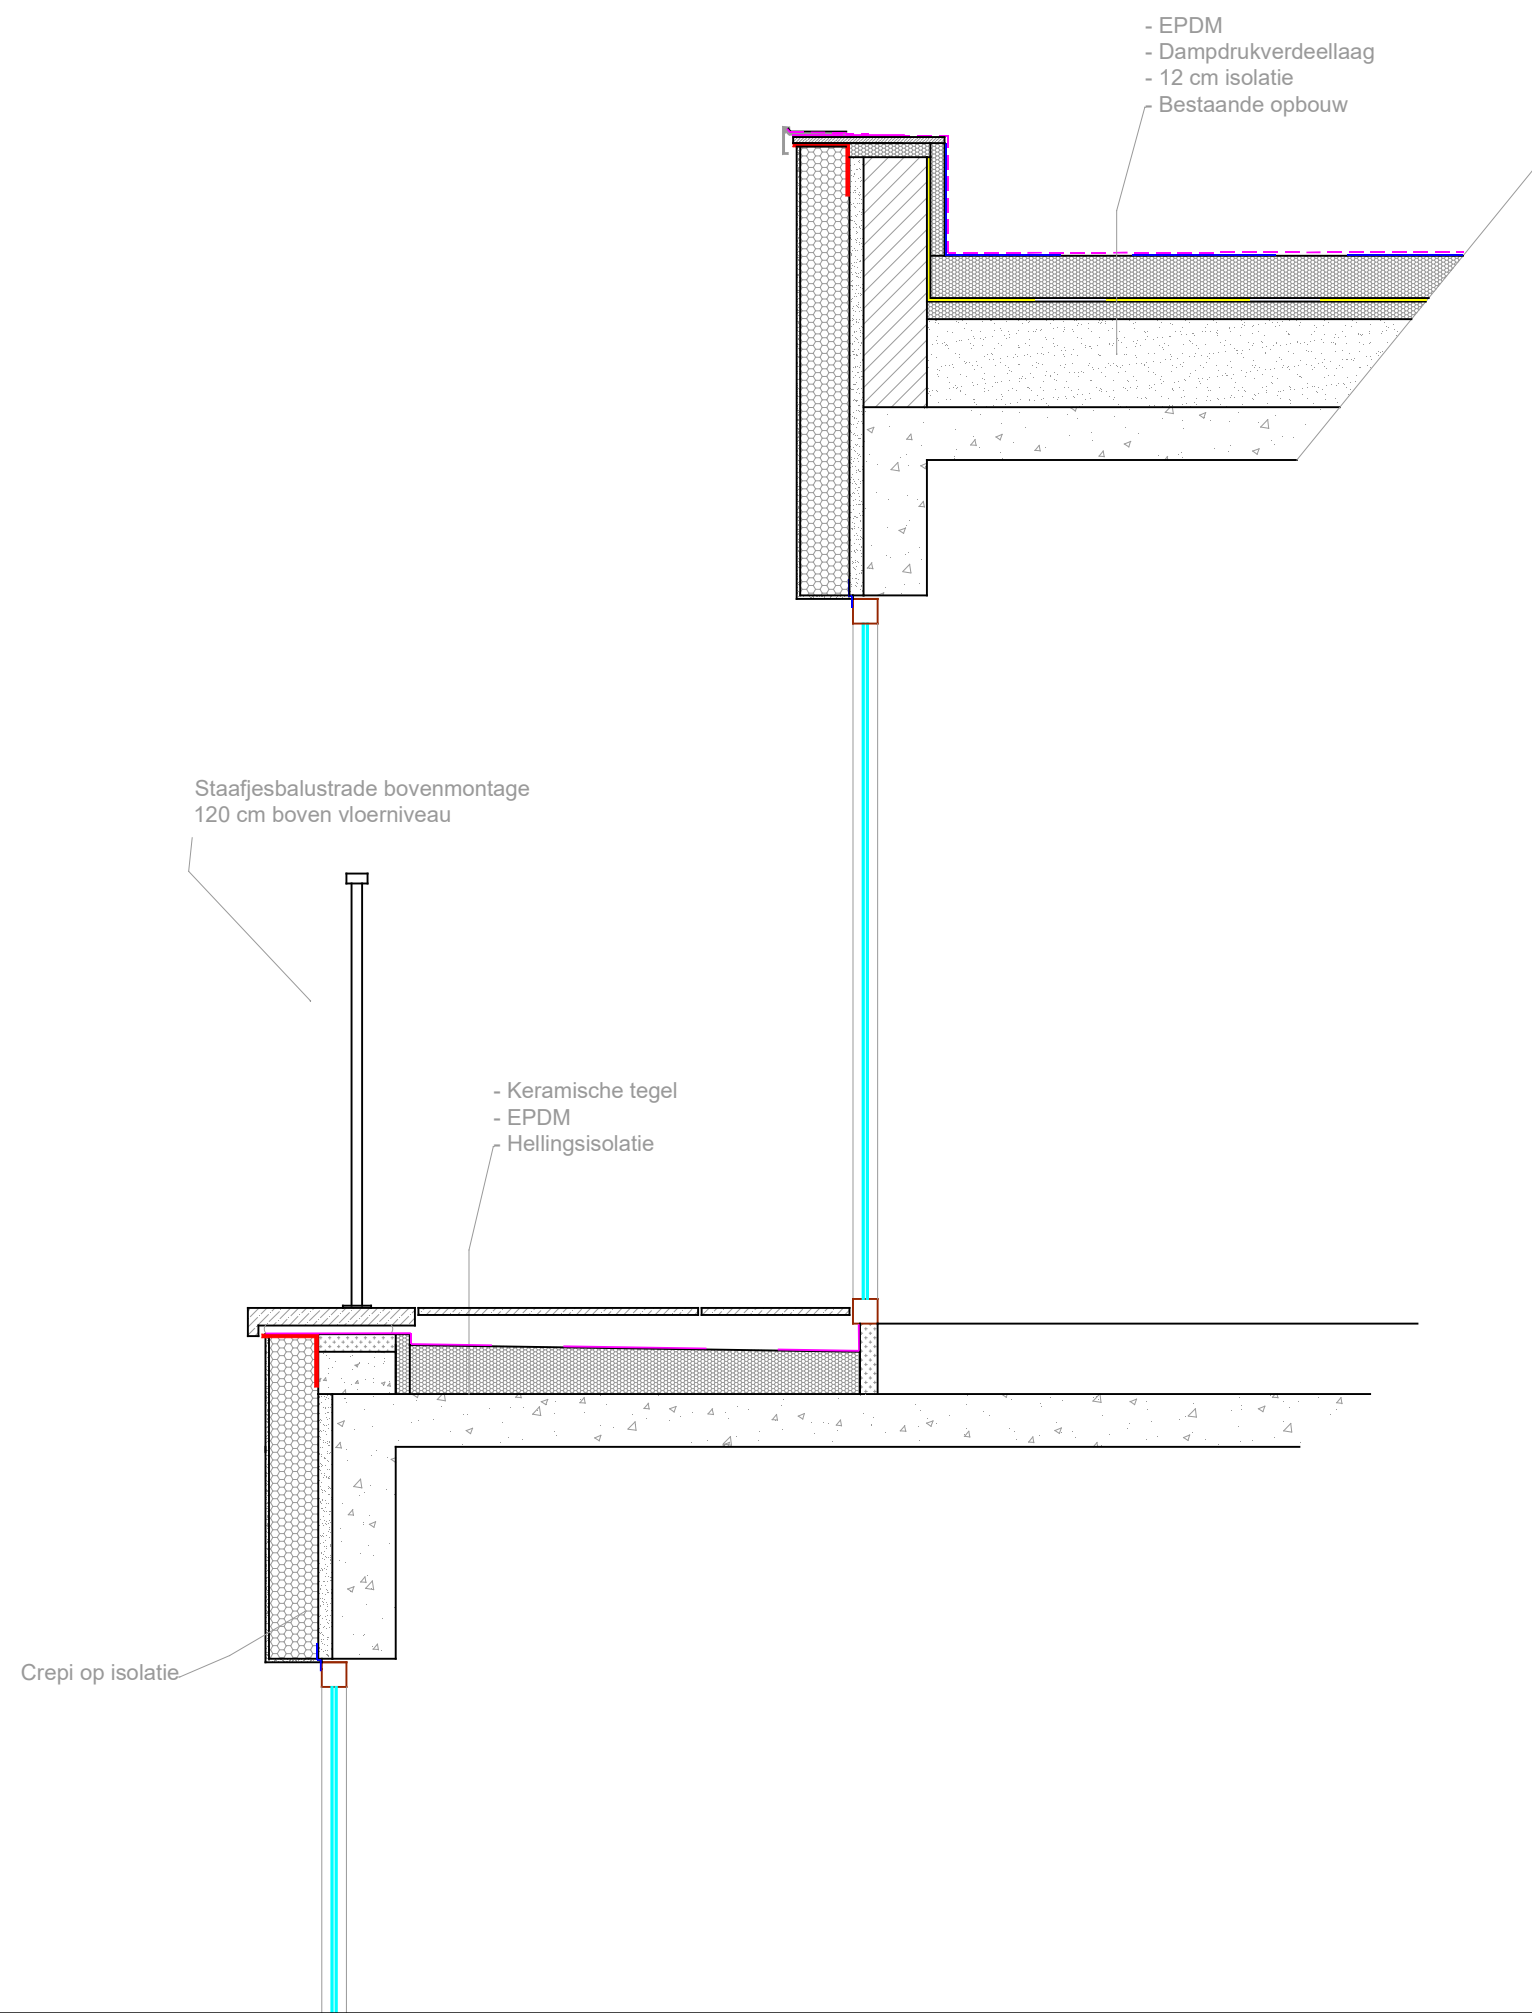 - EPDM
- Dampdrukverdeellaag
- 12 cm isolatie
- Bestaande opbouw
Staafjesbalustrade bovenmontage
120 cm boven vloerniveau
- Keramische tegel
- EPDM
- Hellingsisolatie
Crepi op isolatie